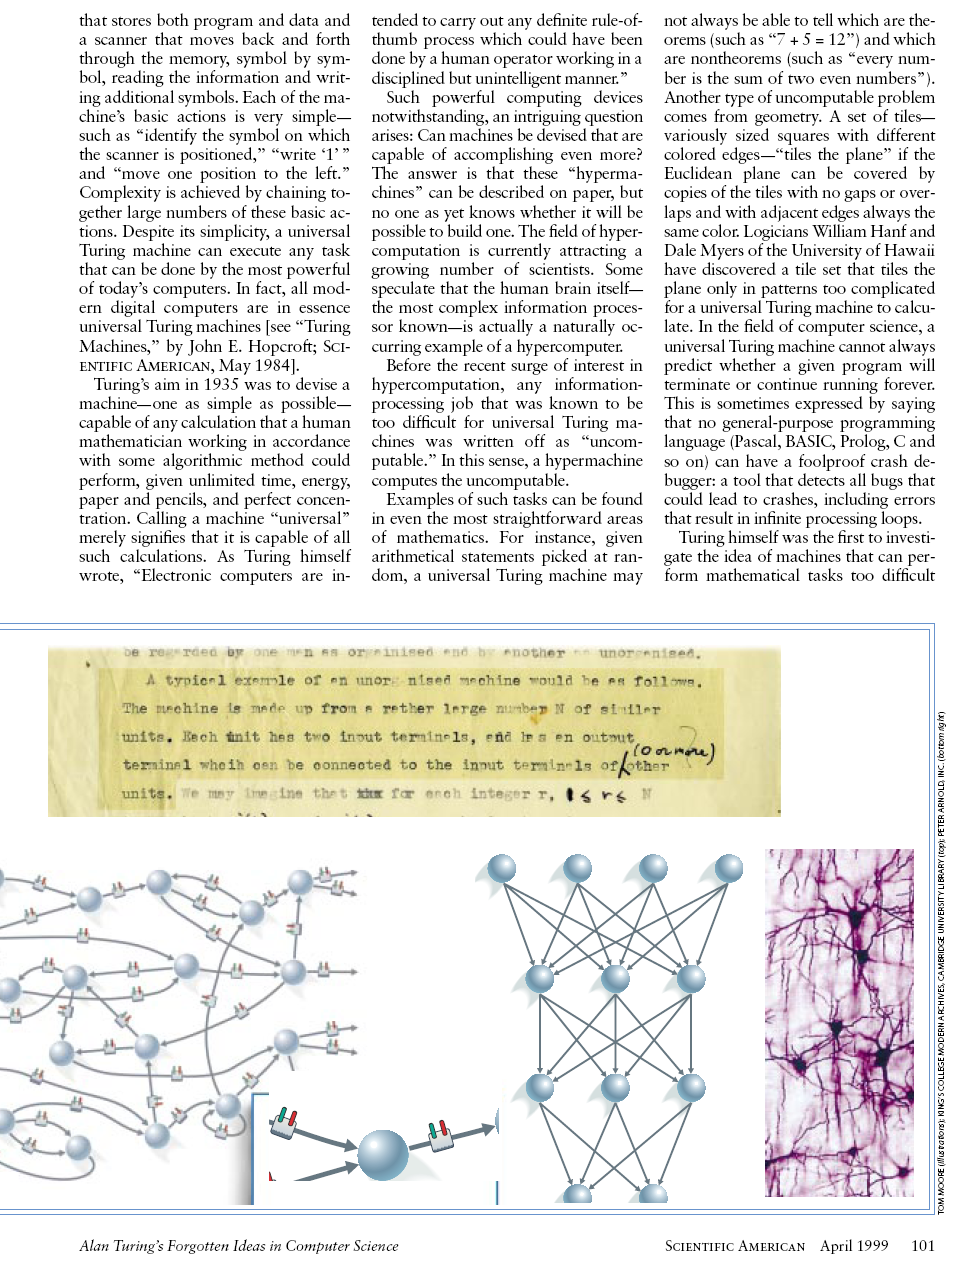 that stores both program and data and
a scanner that moves back and forth
through the memory, symbol by sym-
bol, reading the information and writ-
ing additional symbols. Each of the ma-
chine’s basic actions is very simple—
such as “identify the symbol on which
the scanner is positioned,” “write ‘1’ ”
and “move one position to the left.”
Complexity is achieved by chaining to-
gether large numbers of these basic ac-
tions. Despite its simplicity, a universal
Turing machine can execute any task
that can be done by the most powerful
of today’s computers. In fact, all mod-
ern digital computers are in essence
universal Turing machines [see “Turing
Machines,” by John E. Hopcroft; SCI-
ENTIFIC AMERICAN, May 1984].
Turing’s aim in 1935 was to devise a
machine—one as simple as possible—
capable of any calculation that a human
mathematician working in accordance
with some algorithmic method could
perform, given unlimited time, energy,
paper and pencils, and perfect concen-
tration. Calling a machine “universal”
merely signifies that it is capable of all
such calculations. As Turing himself
wrote, “Electronic computers are in-
tended to carry out any definite rule-of-
thumb process which could have been
done by a human operator working in a
disciplined but unintelligent manner.”
Such powerful computing devices
notwithstanding, an intriguing question
arises: Can machines be devised that are
capable of accomplishing even more?
The answer is that these “hyperma-
chines” can be described on paper, but
no one as yet knows whether it will be
possible to build one. The field of hyper-
computation is currently attracting a
growing number of scientists. Some
speculate that the human brain itself—
the most complex information proces-
sor known—is actually a naturally oc-
curring example of a hypercomputer.
Before the recent surge of interest in
hypercomputation, any information-
processing job that was known to be
too difficult for universal Turing ma-
chines was written off as “uncom-
putable.” In this sense, a hypermachine
computes the uncomputable.
Examples of such tasks can be found
in even the most straightforward areas
of mathematics. For instance, given
arithmetical statements picked at ran-
dom, a universal Turing machine may
not always be able to tell which are the-
orems (such as “7 + 5 = 12”) and which
are nontheorems (such as “every num-
ber is the sum of two even numbers”).
Another type of uncomputable problem
comes from geometry. A set of tiles—
variously sized squares with different
colored edges—“tiles the plane” if the
Euclidean plane can be covered by
copies of the tiles with no gaps or over-
laps and with adjacent edges always the
same color. Logicians William Hanf and
Dale Myers of the University of Hawaii
have discovered a tile set that tiles the
plane only in patterns too complicated
for a universal Turing machine to calcu-
late. In the field of computer science, a
universal Turing machine cannot always
predict whether a given program will
terminate or continue running forever.
This is sometimes expressed by saying
that no general-purpose programming
language (Pascal, BASIC, Prolog, C and
so on) can have a foolproof crash de-
bugger: a tool that detects all bugs that
could lead to crashes, including errors
that result in infinite processing loops.
Turing himself was the first to investi-
gate the idea of machines that can per-
form mathematical tasks too difficult
be regarded by one man as organised and by another as unorganised.
A typical example of an unorganised machine would be as follows.
The machine is made up from a rather large number N of similar
units. Each unit has two input terminals, and has an output
(0 or more)
terminal whcih can be connected to the input terminals of other
units. We may imagine that for each integer r, 1 ≤ r ≤ N
TOM MOORE (illustrations); KING'S COLLEGE MODERN ARCHIVES, CAMBRIDGE UNIVERSITY LIBRARY (top); PETER ARNOLD, INC. (bottom right)
Alan Turing’s Forgotten Ideas in Computer Science
SCIENTIFIC AMERICAN April 1999 101